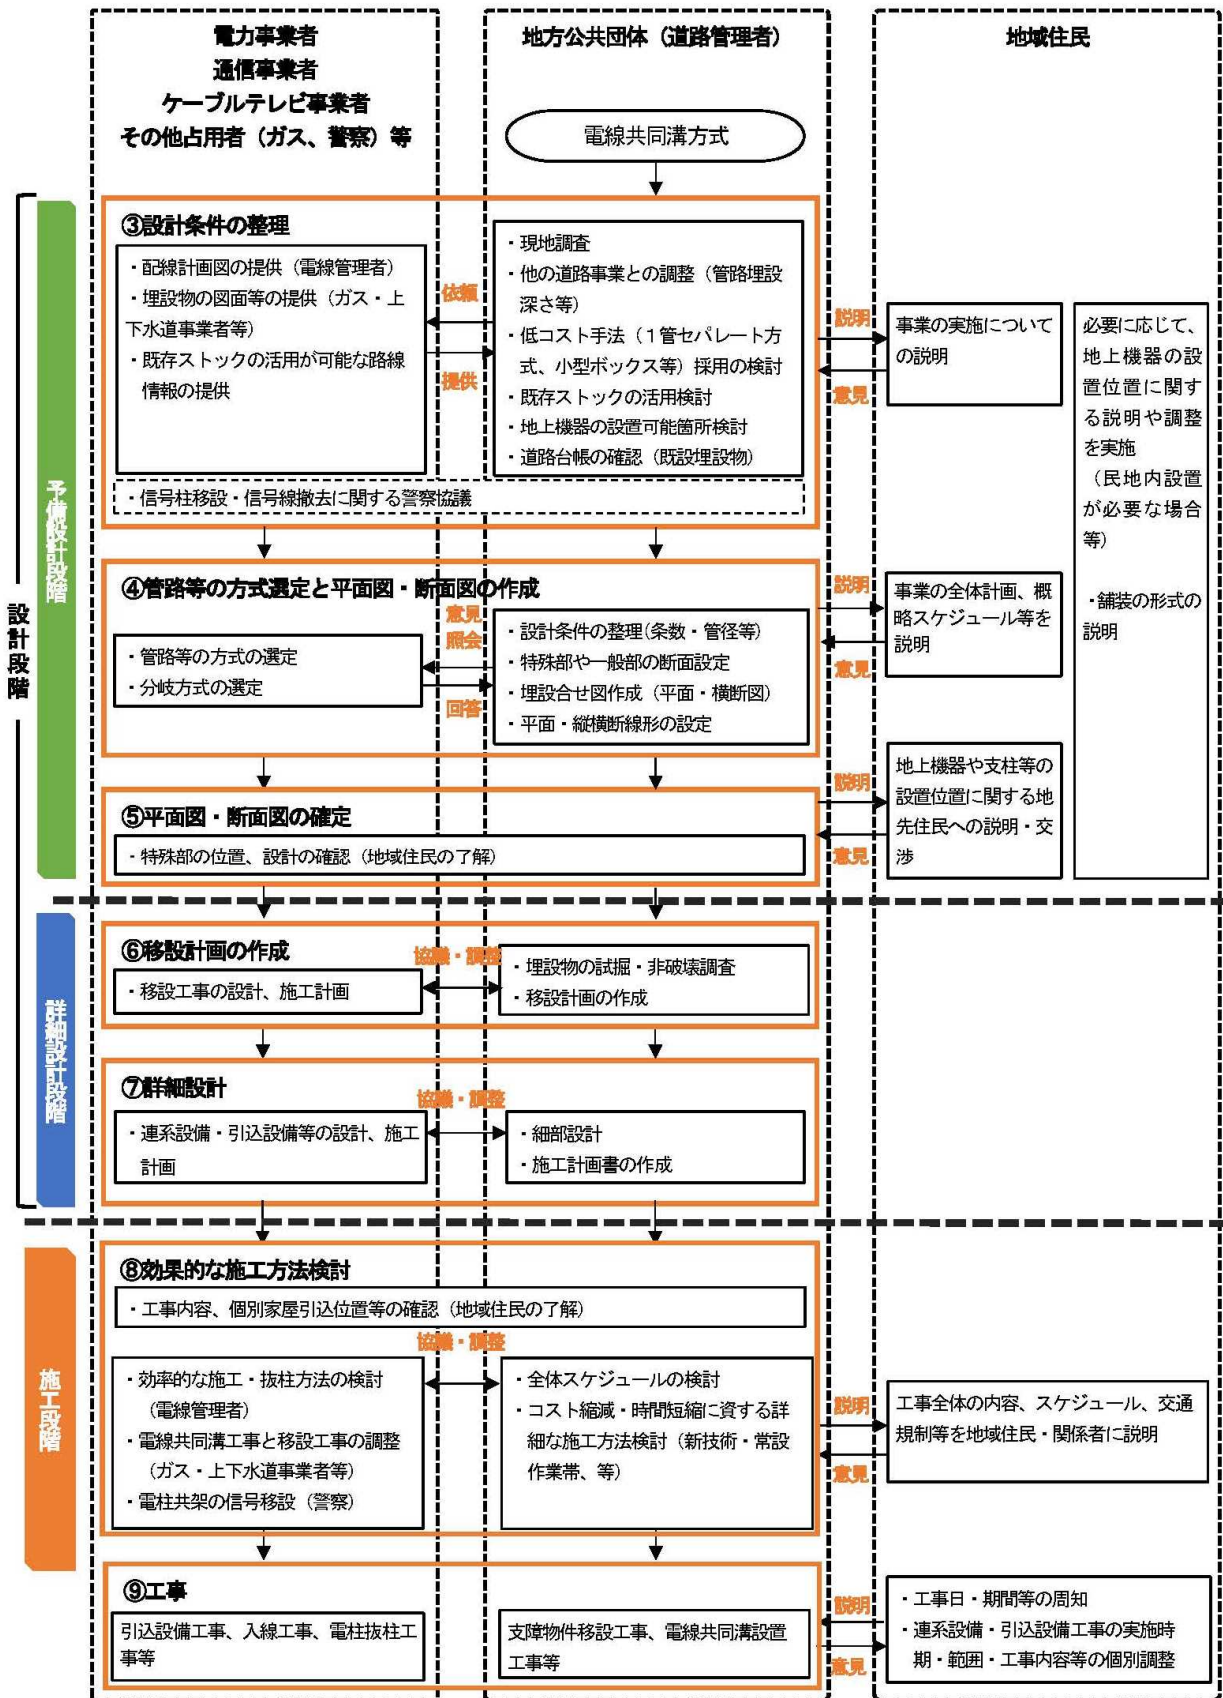 電力事業者
通信事業者
ケーブルテレビ事業者
その他占用者（ガス、警察）等
地方公共団体（道路管理者）
地域住民
電線共同溝方式
設計段階
予備設計段階
③設計条件の整理
・配線計画図の提供（電線管理者）
・埋設物の図面等の提供（ガス・上
下水道事業者等）
・既存ストックの活用が可能な路線
情報の提供
依頼
提供
・現地調査
・他の道路事業との調整（管路埋設
深さ等）
・低コスト手法（１管セパレート方
式、小型ボックス等）採用の検討
・既存ストックの活用検討
・地上機器の設置可能箇所検討
・道路台帳の確認（既設埋設物）
・信号柱移設・信号線撤去に関する警察協議
説明
意見
事業の実施について
の説明
必要に応じて、
地上機器の設
置位置に関す
る説明や調整
を実施
（民地内設置
が必要な場合
等）
・舗装の形式の
説明
④管路等の方式選定と平面図・断面図の作成
・管路等の方式の選定
・分岐方式の選定
意見
照会
回答
・設計条件の整理（条数・管径等）
・特殊部や一般部の断面設定
・埋設合せ図作成（平面・横断図）
・平面・縦横断線形の設定
説明
意見
事業の全体計画、概
略スケジュール等を
説明
⑤平面図・断面図の確定
・特殊部の位置、設計の確認（地域住民の了解）
説明
意見
地上機器や支柱等の
設置位置に関する地
先住民への説明・交
渉
詳細設計段階
⑥移設計画の作成
・移設工事の設計、施工計画
協議・調整
・埋設物の試掘・非破壊調査
・移設計画の作成
⑦詳細設計
・連系設備・引込設備等の設計、施工
計画
協議・調整
・細部設計
・施工計画書の作成
施工段階
⑧効果的な施工方法検討
・工事内容、個別家屋引込位置等の確認（地域住民の了解）
協議・調整
・効率的な施工・抜柱方法の検討
（電線管理者）
・電線共同溝工事と移設工事の調整
（ガス・上下水道事業者等）
・電柱共架の信号移設（警察）
・全体スケジュールの検討
・コスト縮減・時間短縮に資する詳
細な施工方法検討（新技術・常設
作業帯、等）
説明
意見
工事全体の内容、スケジュール、交通
規制等を地域住民・関係者に説明
⑨工事
引込設備工事、入線工事、電柱抜柱工
事等
支障物件移設工事、電線共同溝設置
工事等
説明
意見
・工事日・期間等の周知
・連系設備・引込設備工事の実施時
期・範囲・工事内容等の個別調整